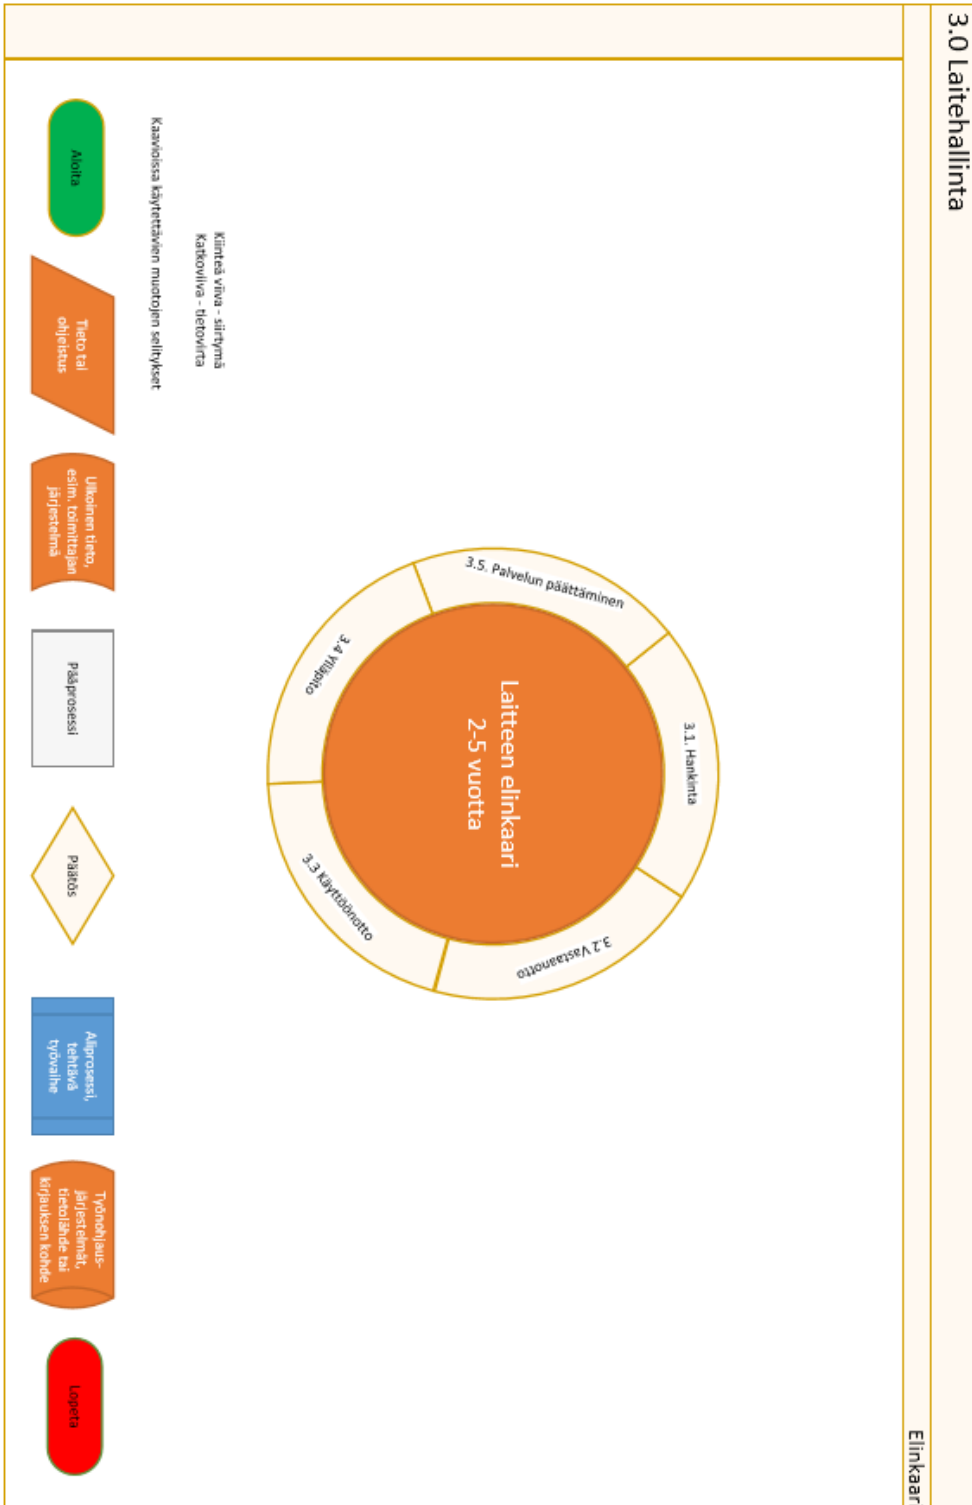 3.0 Laitehallinta
Elinkaar
3.1. Hankinta
3.2 Vastaanotto
3.3 Käyttöönotto
3.4 Ylläpito
3.5. Palvelun päättäminen
Laitteen elinkaari
2-5 vuotta
Kiinteä viiva - siirtymä
Katkoviiva - tietovirta
Kaavioissa käytettävien muotojen selitykset
Aloita
Tieto tai
ohjeistus
Ulkoinen tieto,
esim. toimittajan
järjestelmä
Pääprosessi
Päätös
Aliprosessi,
tehtävä
työvaihe
Työnohjaus-
järjestelmät,
tietolähde tai
kirjauksen kohde
Lopeta